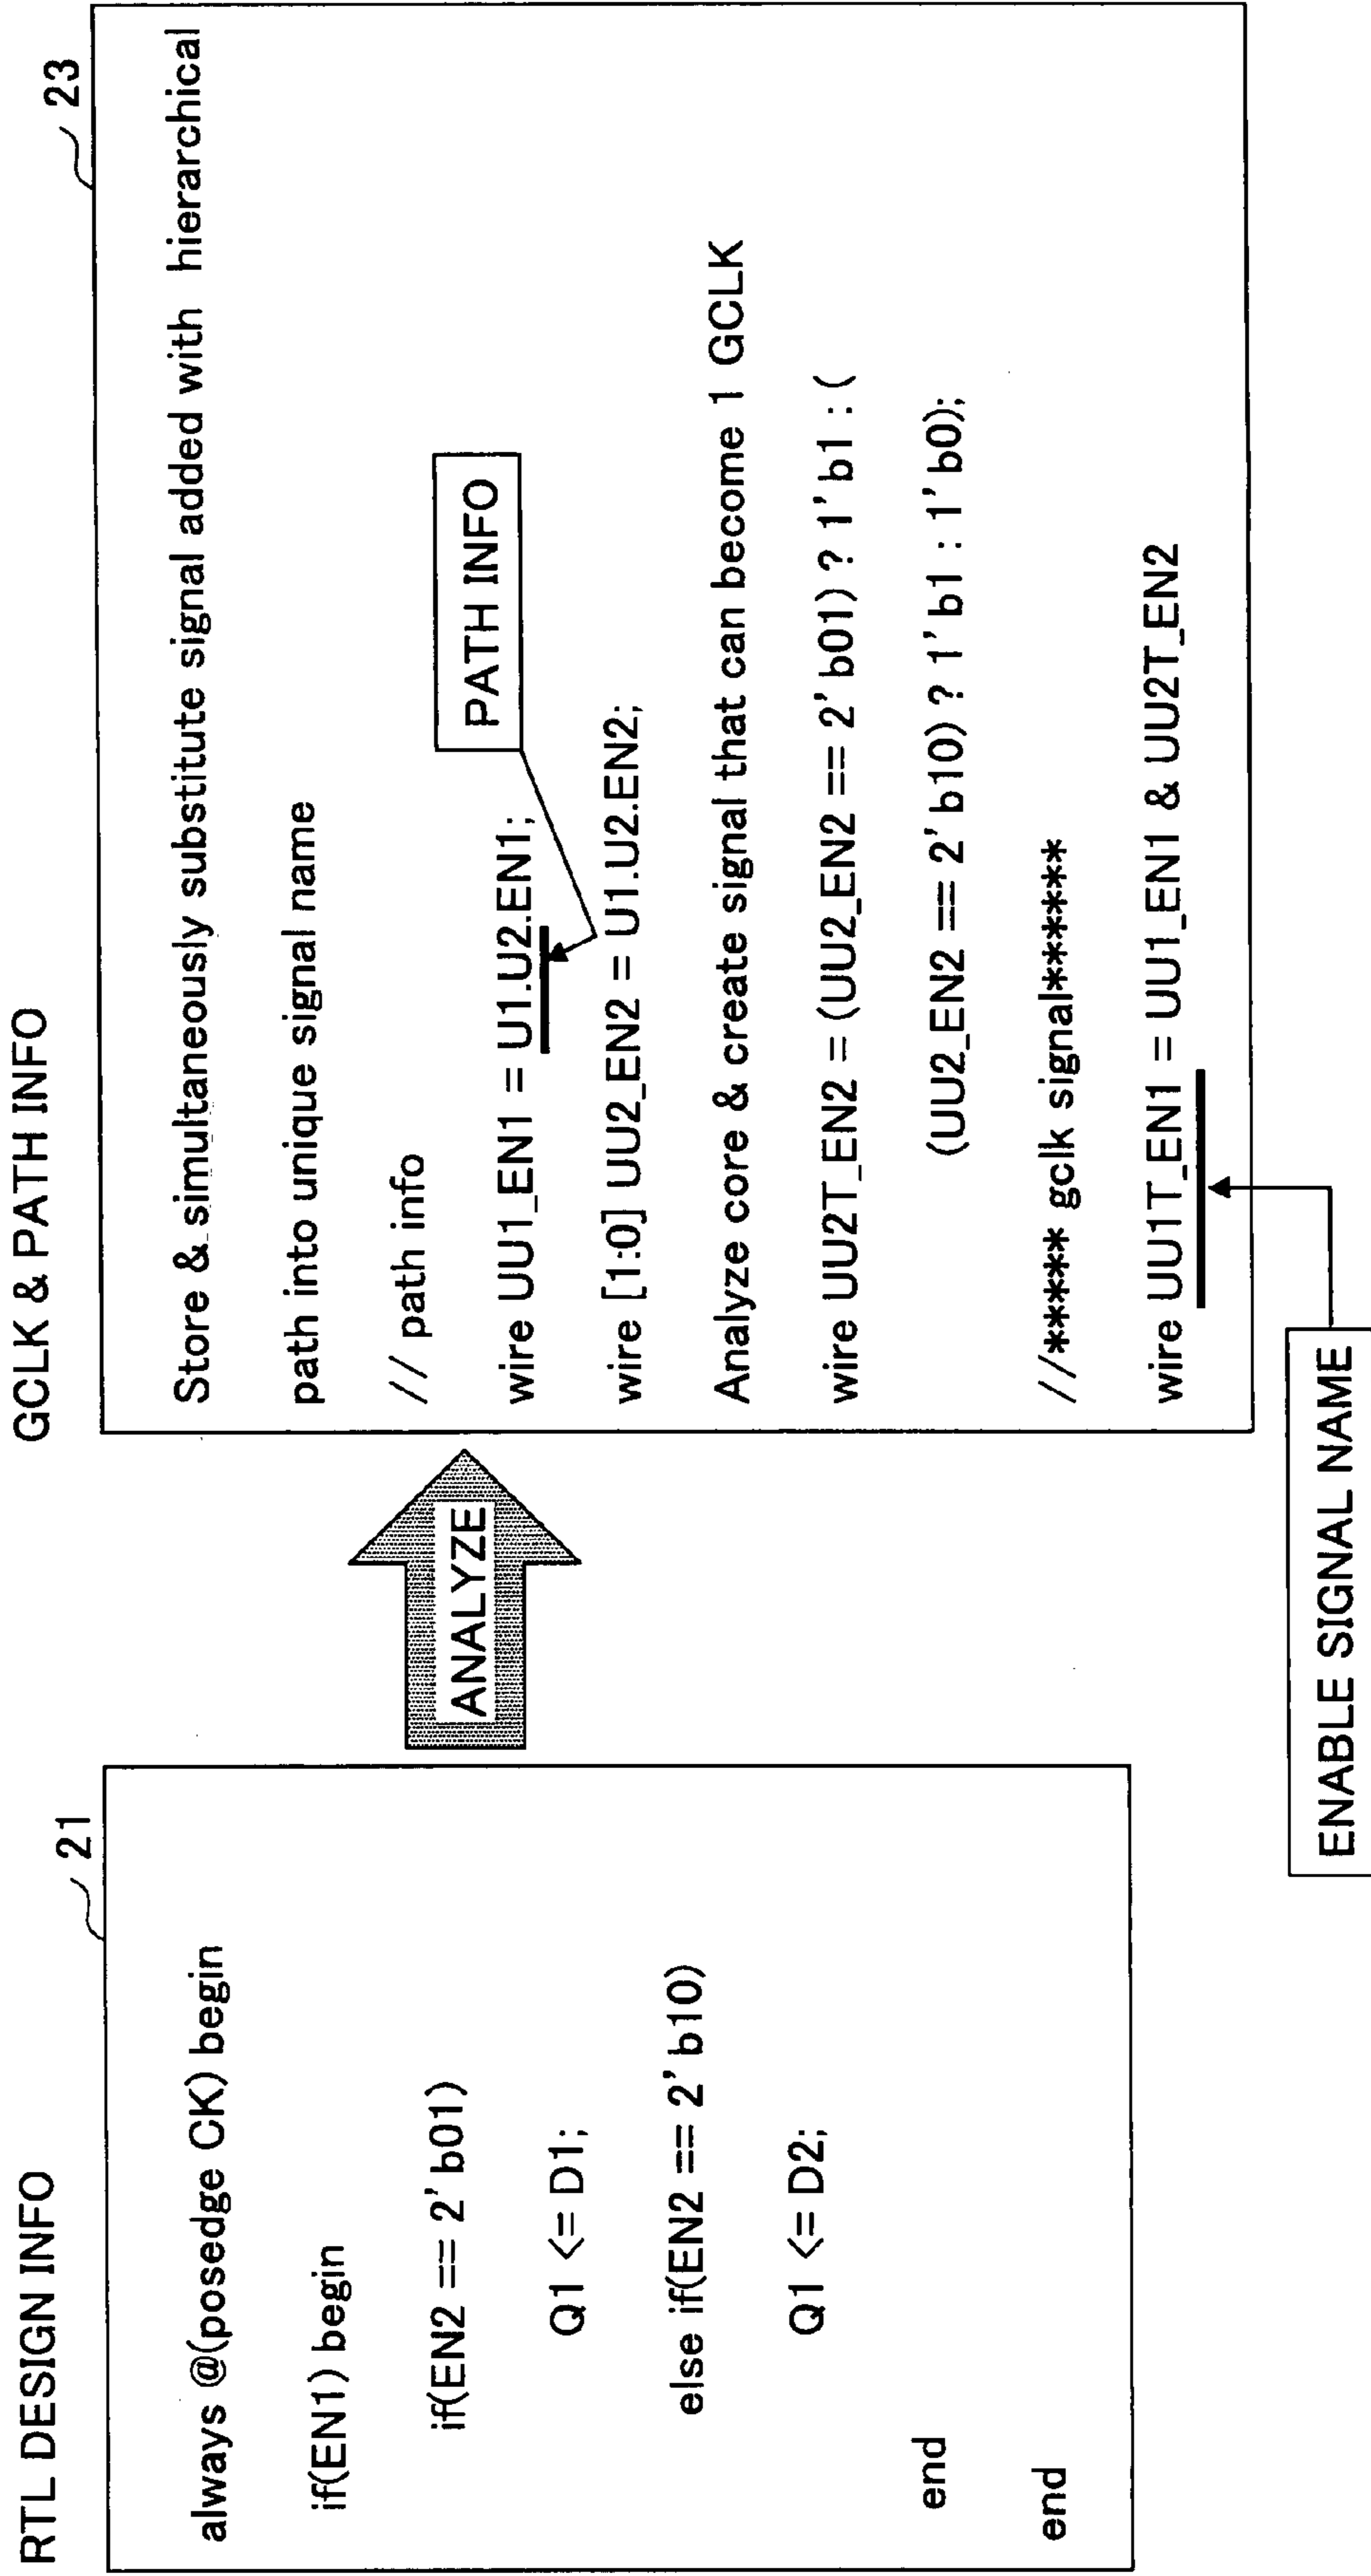 RTL DESIGN INFO
21
always @(posedge CK) begin
if(EN1) begin
if(EN2 == 2' b01)
Q1 <= D1;
else if(EN2 == 2' b10)
Q1 <= D2;
end
end
ANALYZE
GCLK & PATH INFO
23
Store & simultaneously substitute signal added with hierarchical
path into unique signal name
// path info
wire UU1_EN1 = U1.U2.EN1;
PATH INFO
wire [1:0] UU2_EN2 = U1.U2.EN2;
Analyze core & create signal that can become 1 GCLK
wire UU2T_EN2 = (UU2_EN2 == 2' b01) ? 1' b1 : (
(UU2_EN2 == 2' b10) ? 1' b1 : 1' b0);
//***** gclk signal******
wire UU1T_EN1 = UU1_EN1 & UU2T_EN2
ENABLE SIGNAL NAME